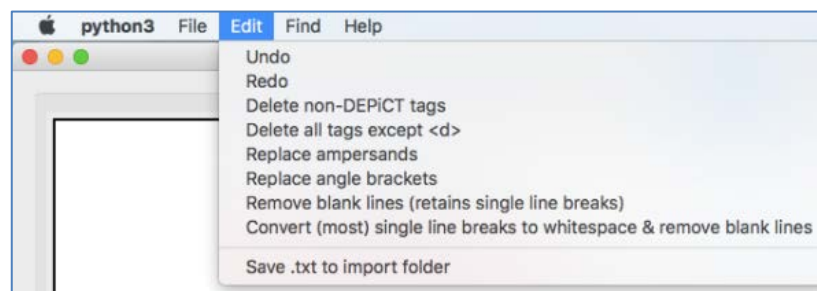 python3 File Edit Find Help
Undo
Redo
Delete non-DEPiCT tags
Delete all tags except <d>
Replace ampersands
Replace angle brackets
Remove blank lines (retains single line breaks)
Convert (most) single line breaks to whitespace & remove blank lines
Save .txt to import folder